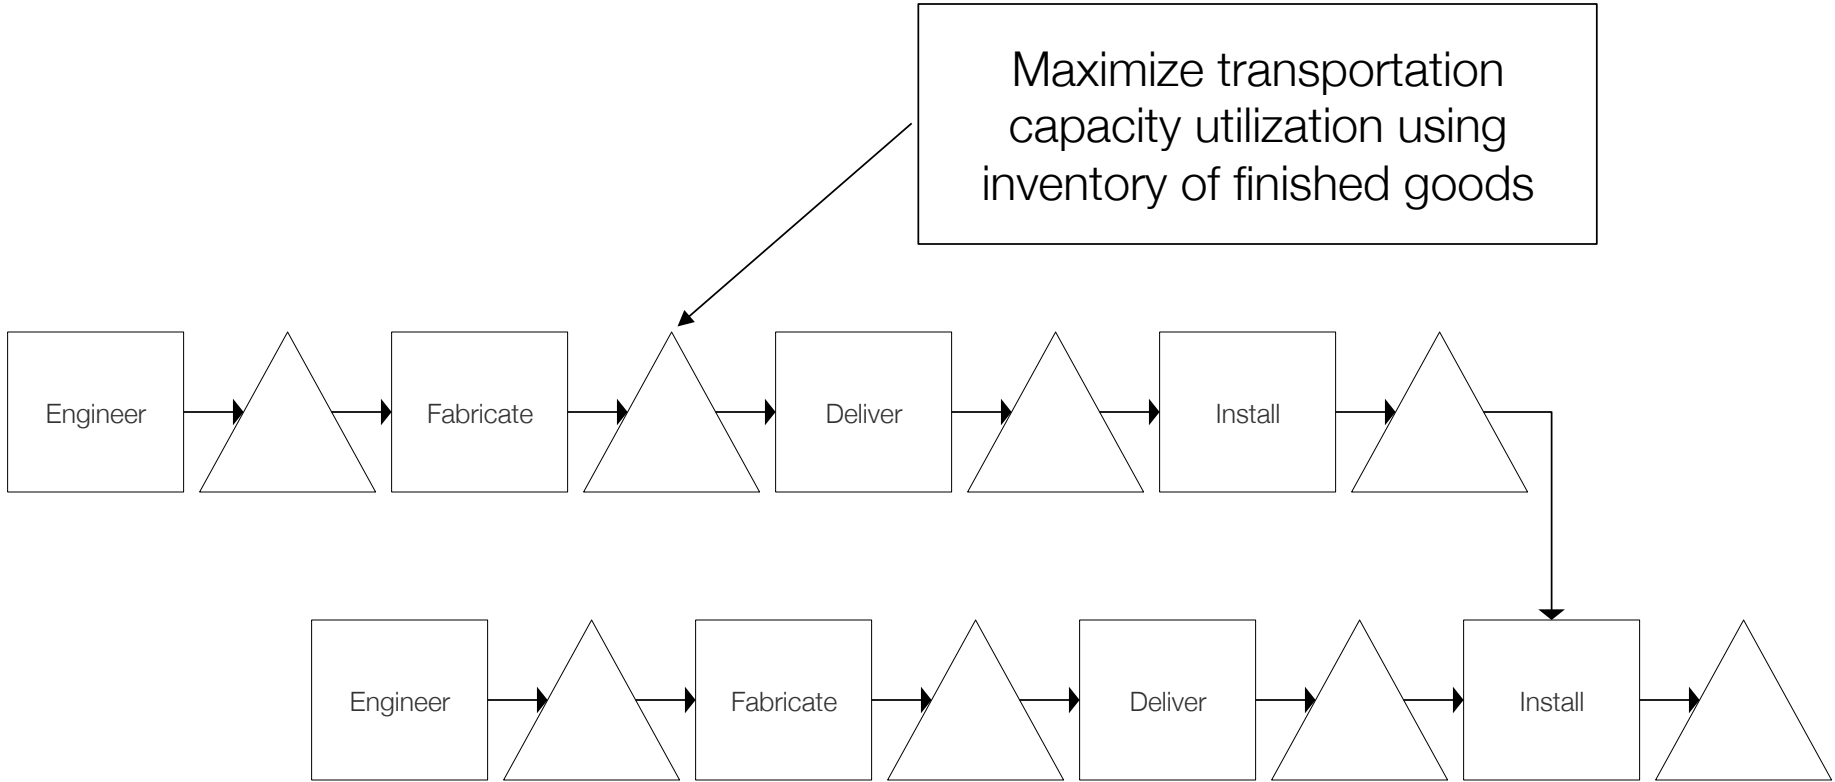 Maximize transportation
capacity utilization using
inventory of finished goods
Engineer
Fabricate
Deliver
Install
Engineer
Fabricate
Deliver
Install